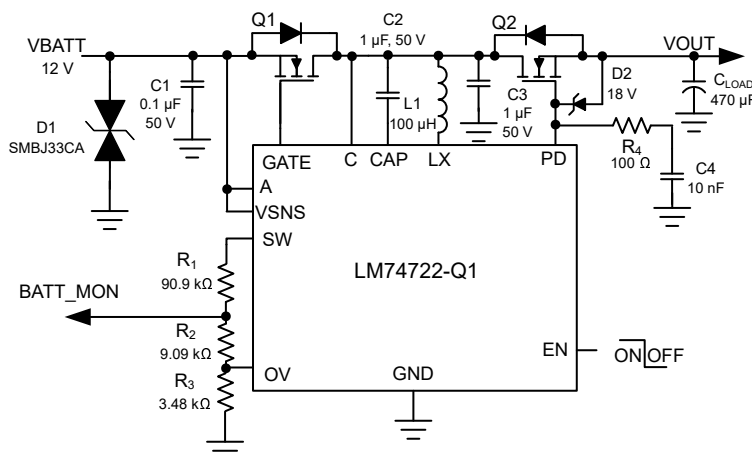 Q1
C2
1 µF, 50 V
Q2
VBATT
12 V
VOUT
C1
0.1 µF
50 V
D1
SMBJ33CA
L1
100 µH
C3
1 µF
50 V
D2
18 V
CLOAD
470 µF
R4
100 Ω
C4
10 nF
GATE
C
CAP
LX
PD
A
VSNS
SW
LM74722-Q1
R1
90.9 kΩ
BATT_MON
R2
9.09 kΩ
R3
3.48 kΩ
OV
GND
EN
ON
OFF